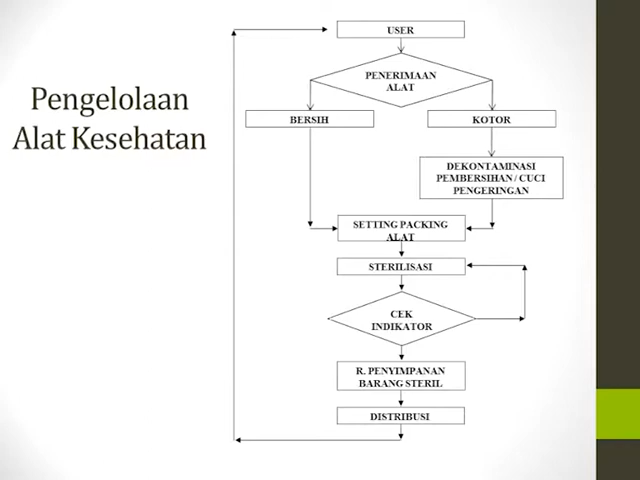 Pengelolaan
Alat Kesehatan
USER
PENERIMAAN
ALAT
BERSIH
KOTOR
DEKONTAMINASI
PEMBERSIHAN / CUCI
PENGERINGAN
SETTING PACKING
ALAT
STERILISASI
CEK
INDIKATOR
R. PENYIMPANAN
BARANG STERIL
DISTRIBUSI